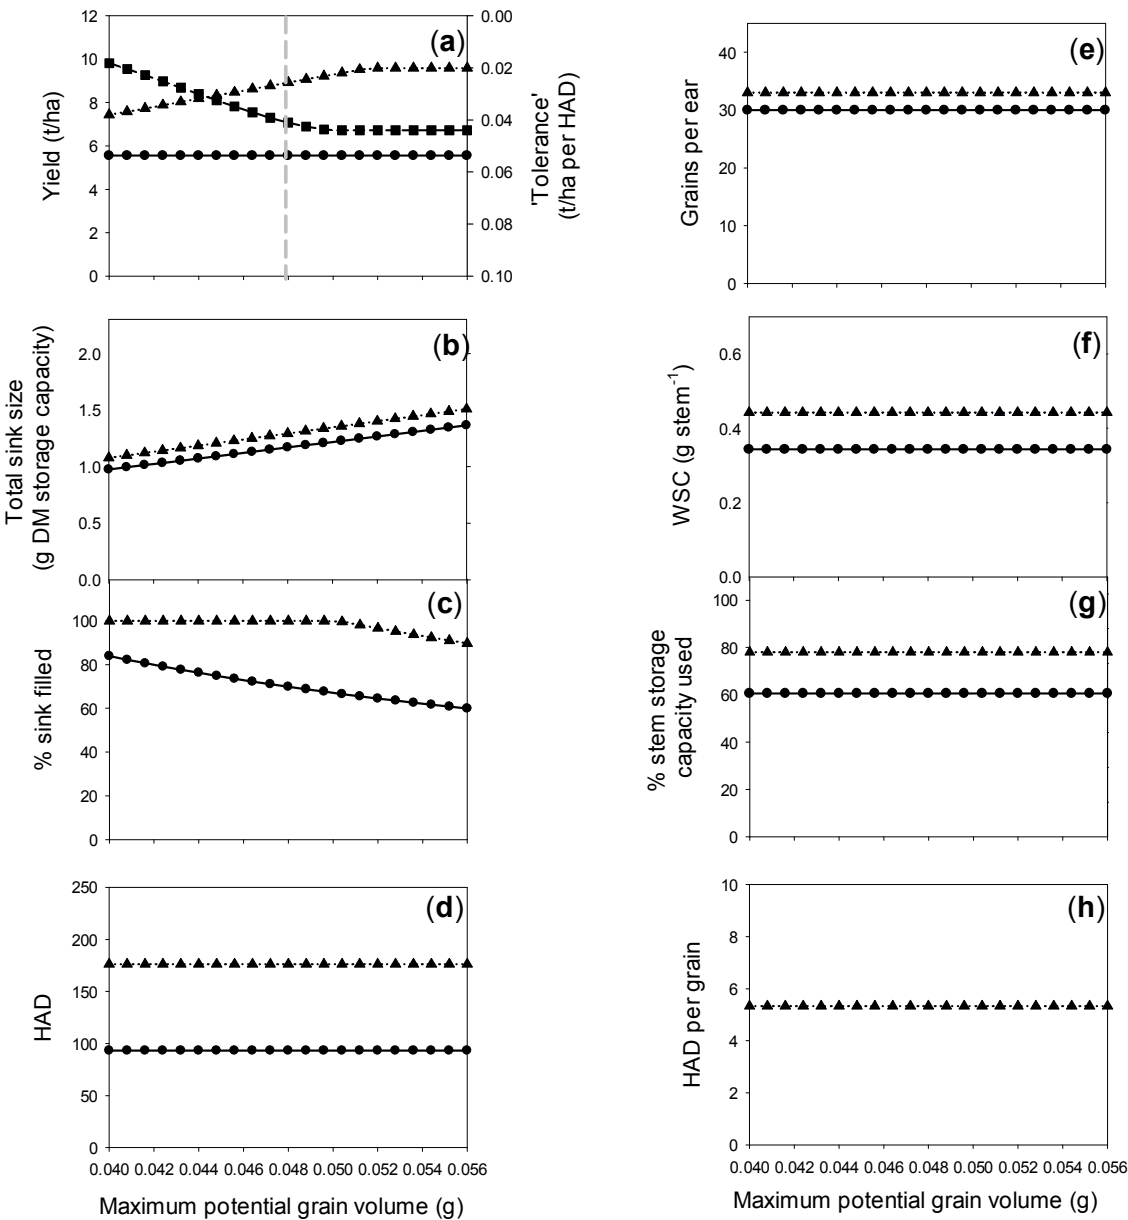 (a)
Yield (t/ha)
12
10
8
6
4
2
0
0.00
0.02
0.04
0.06
0.08
0.10
'Tolerance'
(t/ha per HAD)
(b)
Total sink size
(g DM storage capacity)
2.0
1.5
1.0
0.5
0.0
(c)
% sink filled
100
80
60
40
20
0
(d)
HAD
250
200
150
100
50
0
0.040 0.042 0.044 0.046 0.048 0.050 0.052 0.054 0.056
Maximum potential grain volume (g)
(e)
Grains per ear
40
30
20
10
0
(f)
WSC (g stem-1)
0.6
0.4
0.2
0.0
(g)
% stem storage
capacity used
100
80
60
40
20
0
(h)
HAD per grain
10
8
6
4
2
0
0.040 0.042 0.044 0.046 0.048 0.050 0.052 0.054 0.056
Maximum potential grain volume (g)